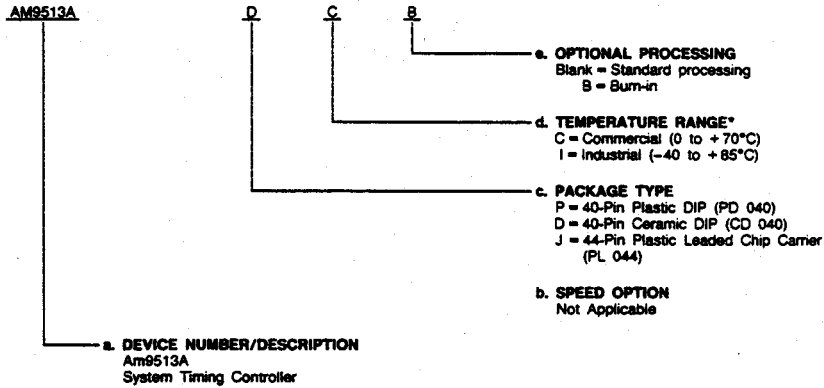 AM9513A D C B
e. OPTIONAL PROCESSING
Blank = Standard processing
B = Burn-in
d. TEMPERATURE RANGE*
C = Commercial (0 to +70°C)
I = Industrial (-40 to +85°C)
c. PACKAGE TYPE
P = 40-Pin Plastic DIP (PD 040)
D = 40-Pin Ceramic DIP (CD 040)
J = 44-Pin Plastic Leaded Chip Carrier
(PL 044)
b. SPEED OPTION
Not Applicable
a. DEVICE NUMBER/DESCRIPTION
Am9513A
System Timing Controller